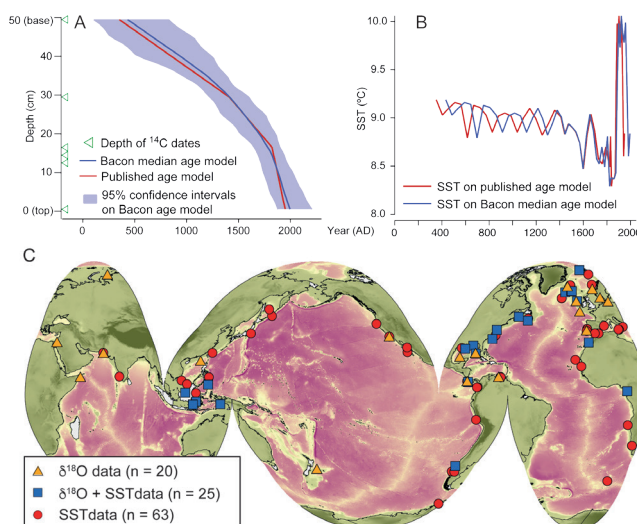 A
50 (base)
40
30
20
10
0 (top)
Depth (cm)
Depth of ¹⁴C dates
Bacon median age model
Published age model
95% confidence intervals
on Bacon age model
0 500 1000 1500 2000 Year (AD)
B
10.0
9.5
9.0
8.5
8.0
SST (ºC)
SST on published age model
SST on Bacon median age model
0 400 800 1200 1600 2000
C
δ¹⁸O data (n = 20)
δ¹⁸O + SSTdata (n = 25)
SSTdata (n = 63)